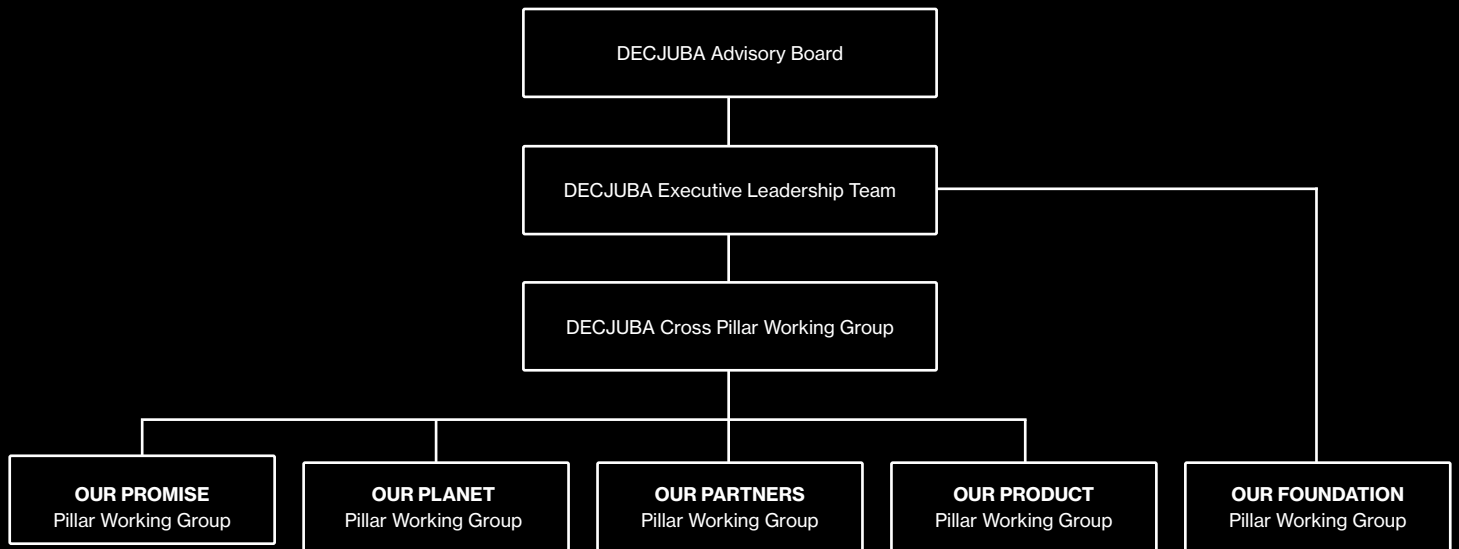 DECJUBA Advisory Board
DECJUBA Executive Leadership Team
DECJUBA Cross Pillar Working Group
OUR PROMISE
Pillar Working Group
OUR PLANET
Pillar Working Group
OUR PARTNERS
Pillar Working Group
OUR PRODUCT
Pillar Working Group
OUR FOUNDATION
Pillar Working Group